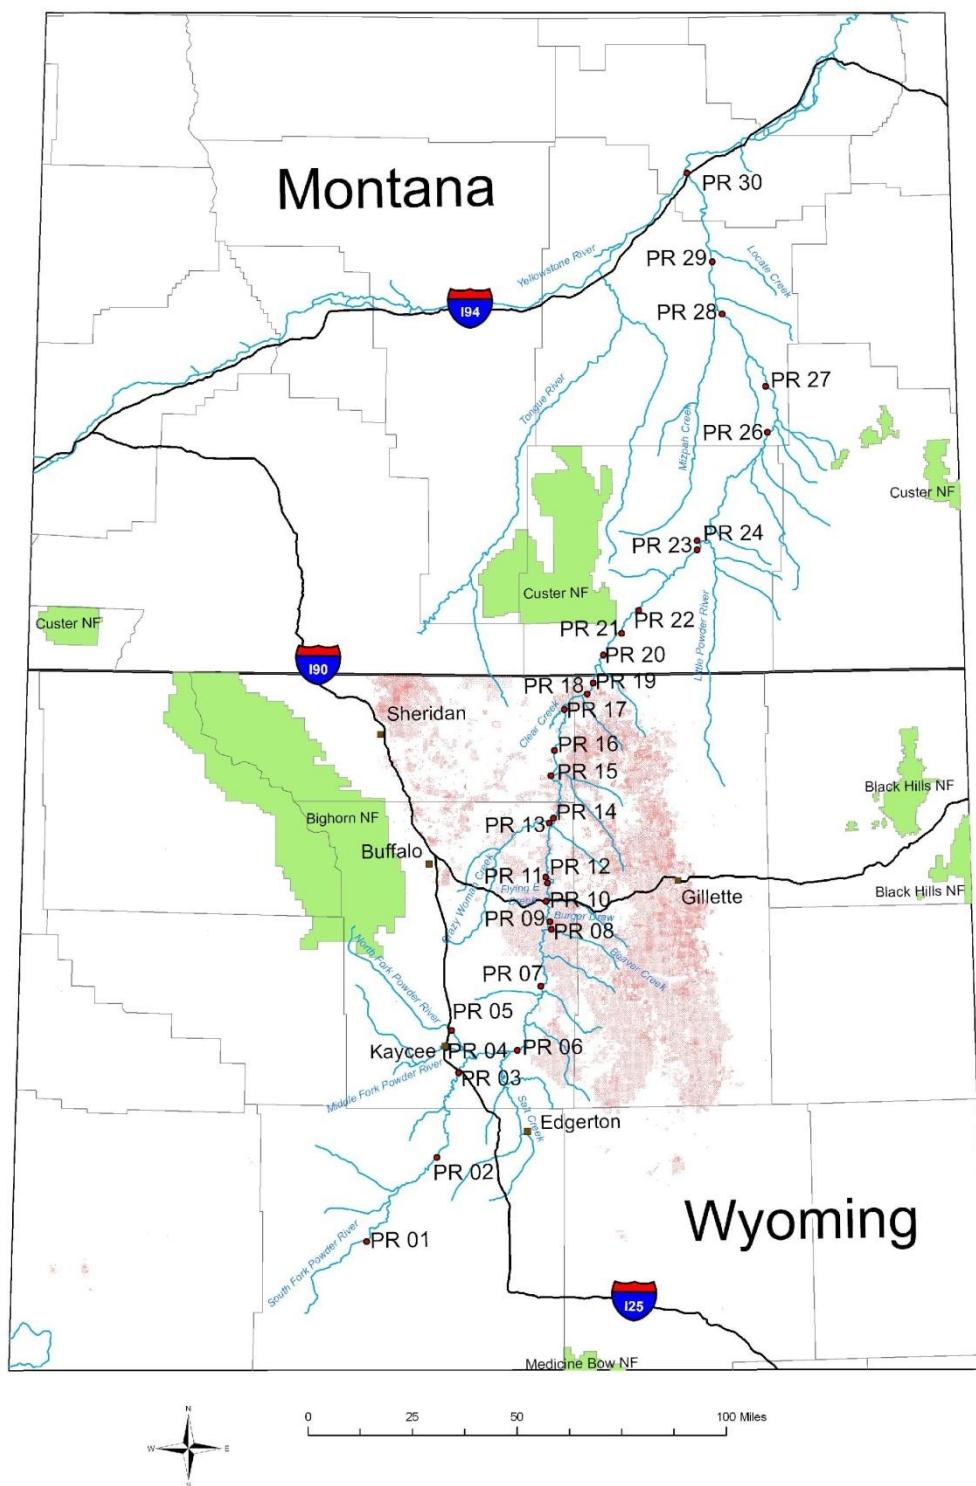 Montana
PR 30
Yellowstone River
PR 29
Locate Creek
I94
PR 28
PR 27
Tongue River
Mizpah Creek
PR 26
Custer NF
PR 24
PR 23
Custer NF
Custer NF
PR 22
PR 21
Little Powder River
PR 20
I90
PR 19
PR 18
PR 17
Clear Creek
Sheridan
PR 16
PR 15
Black Hills NF
Bighorn NF
PR 14
PR 13
Buffalo
Crazy Woman Creek
PR 12
PR 11
Flying E
Creek
PR 10
Gillette
Black Hills NF
PR 09
Burger Draw
PR 08
North Fork Powder River
Beaver Creek
PR 07
PR 05
Kaycee
PR 04
PR 06
PR 03
Middle Fork Powder River
Salt Creek
Edgerton
PR 02
Wyoming
PR 01
South Fork Powder River
I25
Medicine Bow NF
N
W
E
S
0 25 50 100 Miles